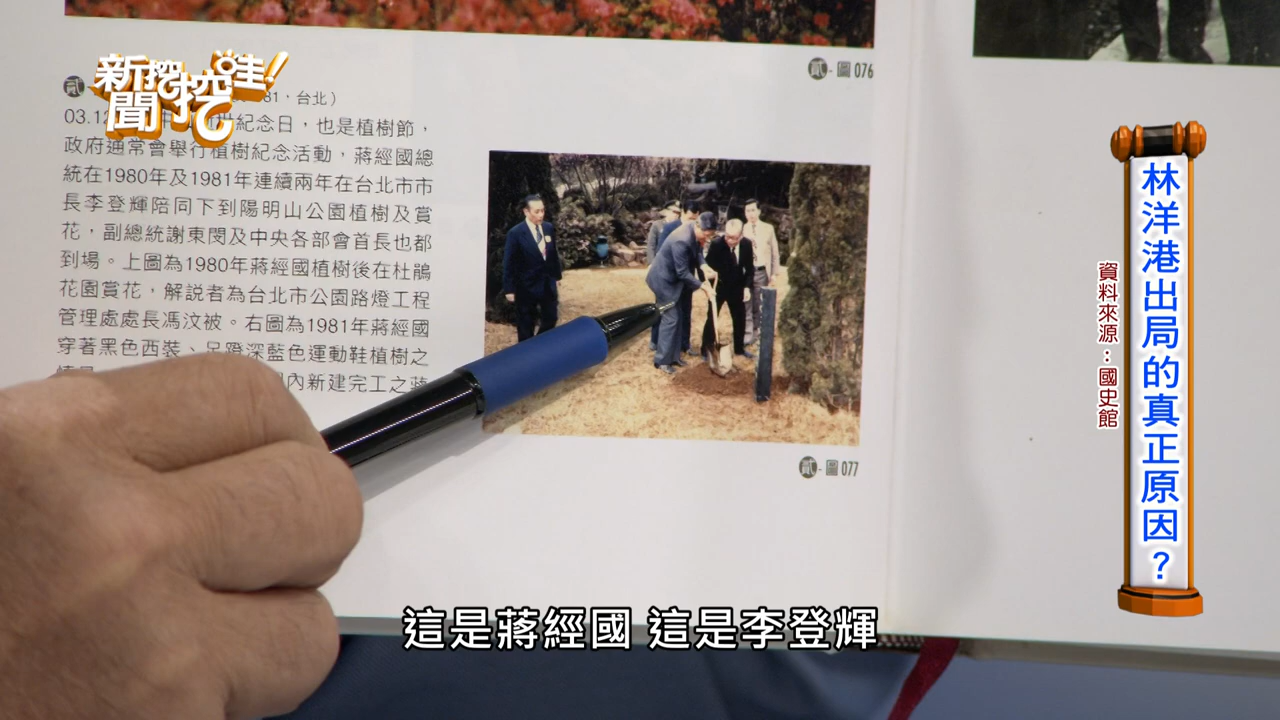 新聞挖挖哇!
貳- 圖076
貳
81，台北）
03.12
紀念日，也是植樹節，
政府通常會舉行植樹紀念活動，蔣經國總
統在1980年及1981年連續兩年在台北市市
長李登輝陪同下到陽明山公園植樹及賞
花，副總統謝東閔及中央各部會首長也都
到場。上圖為1980年蔣經國植樹後在杜鵑
花園賞花，解說者為台北市公園路燈工程
管理處處長馮汶被。右圖為1981年蔣經國
穿著黑色西裝、足蹬深藍色運動鞋植樹之
內新建完工之蔣
貳- 圖077
林洋港出局的真正原因？
資料來源：國史館
這是蔣經國 這是李登輝